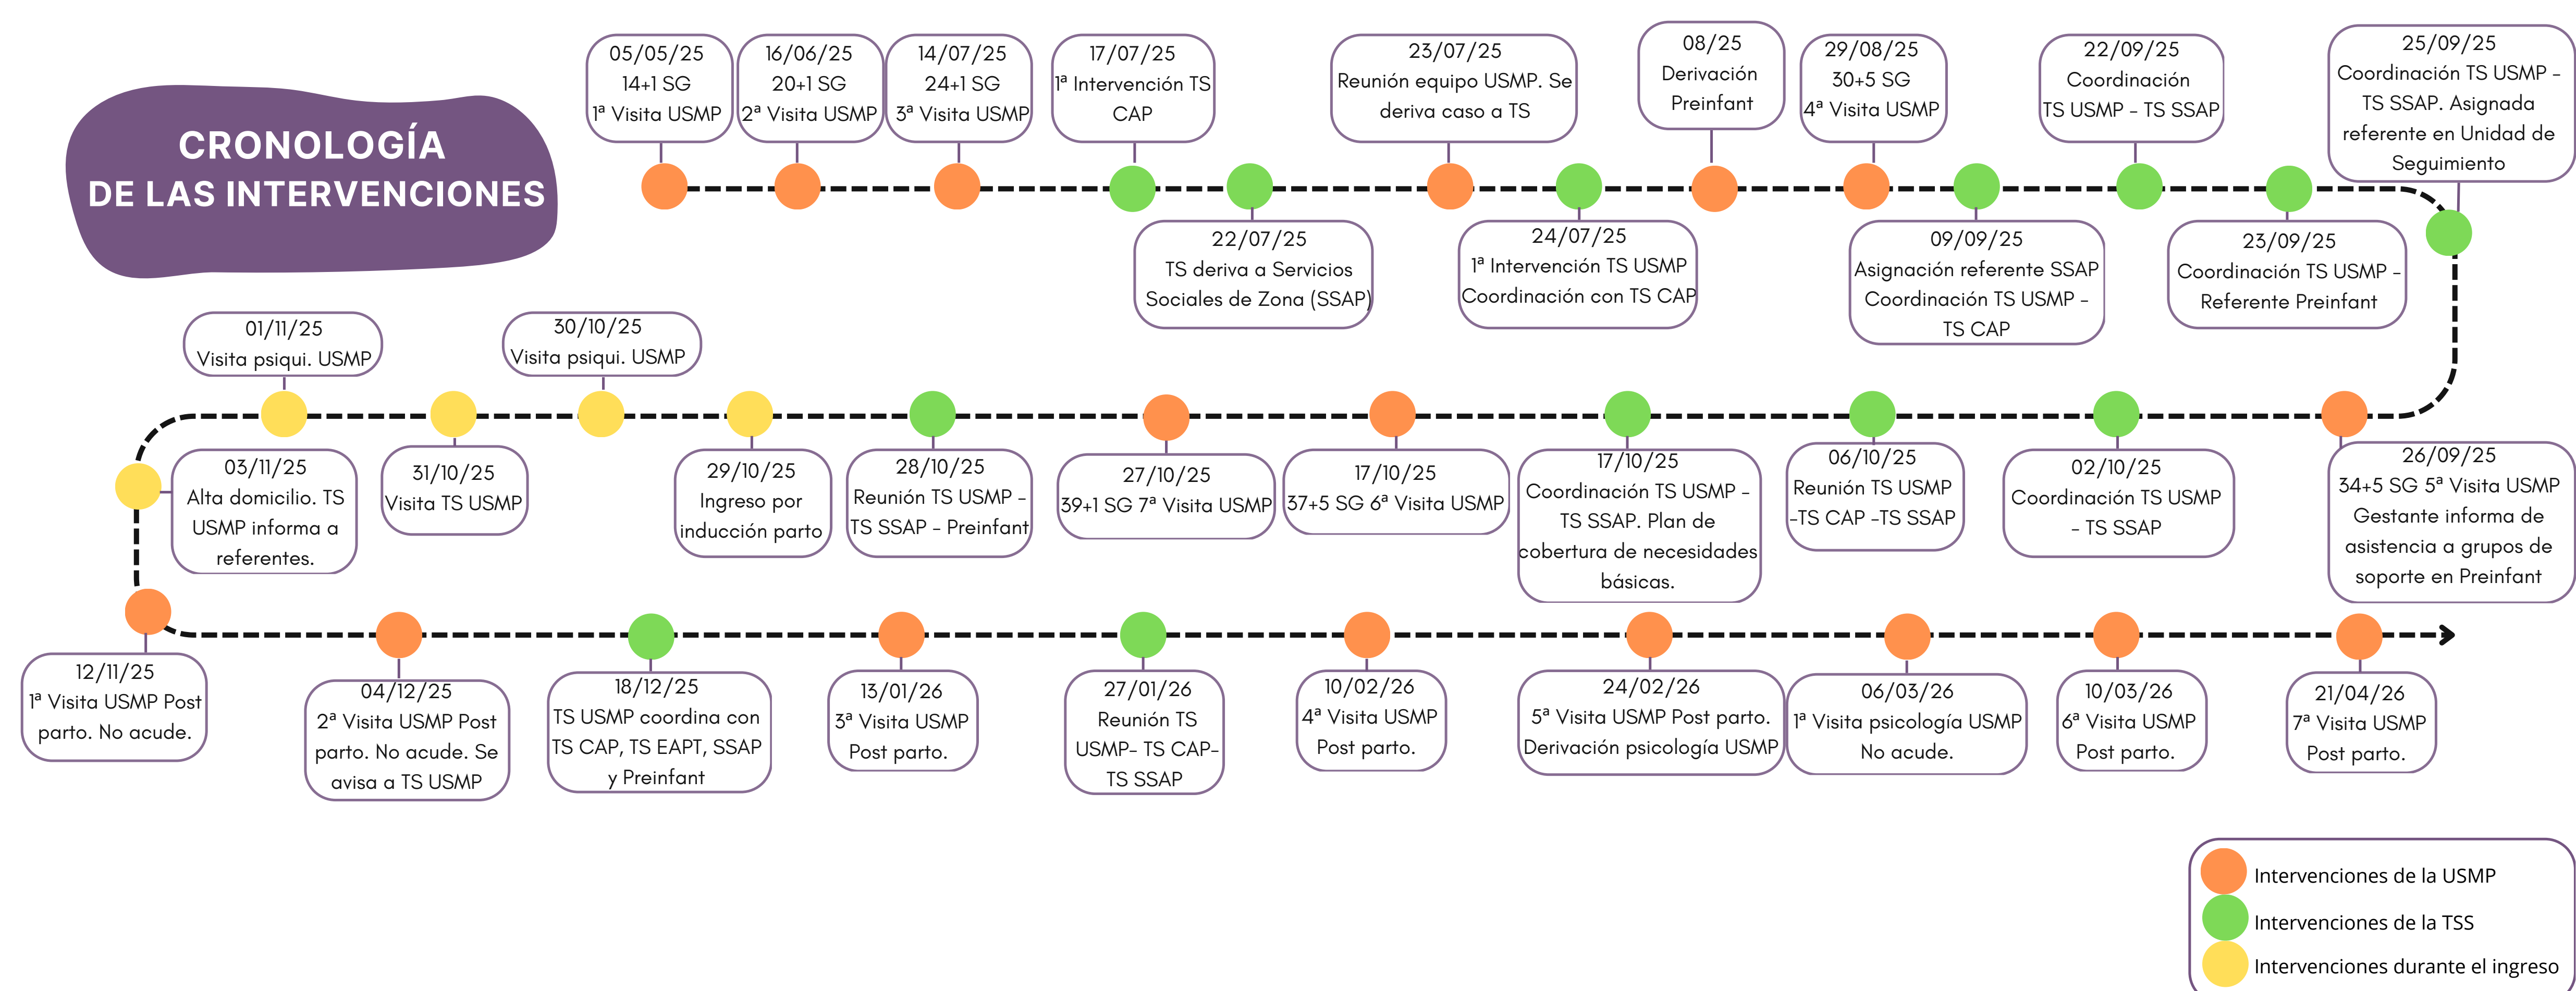 CRONOLOGÍA
DE LAS INTERVENCIONES
05/05/25
14+1 SG
1ª Visita USMP
16/06/25
20+1 SG
2ª Visita USMP
14/07/25
24+1 SG
3ª Visita USMP
17/07/25
1ª Intervención TS
CAP
22/07/25
TS deriva a Servicios
Sociales de Zona (SSAP)
23/07/25
Reunión equipo USMP. Se
deriva caso a TS
24/07/25
1ª Intervención TS USMP
Coordinación con TS CAP
08/25
Derivación
Preinfant
29/08/25
30+5 SG
4ª Visita USMP
09/09/25
Asignación referente SSAP
Coordinación TS USMP -
TS CAP
22/09/25
Coordinación
TS USMP - TS SSAP
23/09/25
Coordinación TS USMP -
Referente Preinfant
25/09/25
Coordinación TS USMP -
TS SSAP. Asignada
referente en Unidad de
Seguimiento
26/09/25
34+5 SG 5ª Visita USMP
Gestante informa de
asistencia a grupos de
soporte en Preinfant
02/10/25
Coordinación TS USMP
- TS SSAP
06/10/25
Reunión TS USMP
-TS CAP -TS SSAP
17/10/25
Coordinación TS USMP -
TS SSAP. Plan de
cobertura de necesidades
básicas.
17/10/25
37+5 SG 6ª Visita USMP
27/10/25
39+1 SG 7ª Visita USMP
28/10/25
Reunión TS USMP -
TS SSAP - Preinfant
29/10/25
Ingreso por
inducción parto
30/10/25
Visita psiqui. USMP
31/10/25
Visita TS USMP
01/11/25
Visita psiqui. USMP
03/11/25
Alta domicilio. TS
USMP informa a
referentes.
12/11/25
1ª Visita USMP Post
parto. No acude.
04/12/25
2ª Visita USMP Post
parto. No acude. Se
avisa a TS USMP
18/12/25
TS USMP coordina con
TS CAP, TS EAPT, SSAP
y Preinfant
13/01/26
3ª Visita USMP
Post parto.
27/01/26
Reunión TS
USMP- TS CAP-
TS SSAP
10/02/26
4ª Visita USMP
Post parto.
24/02/26
5ª Visita USMP Post parto.
Derivación psicología USMP
06/03/26
1ª Visita psicología USMP
No acude.
10/03/26
6ª Visita USMP
Post parto.
21/04/26
7ª Visita USMP
Post parto.
Intervenciones de la USMP
Intervenciones de la TSS
Intervenciones durante el ingreso